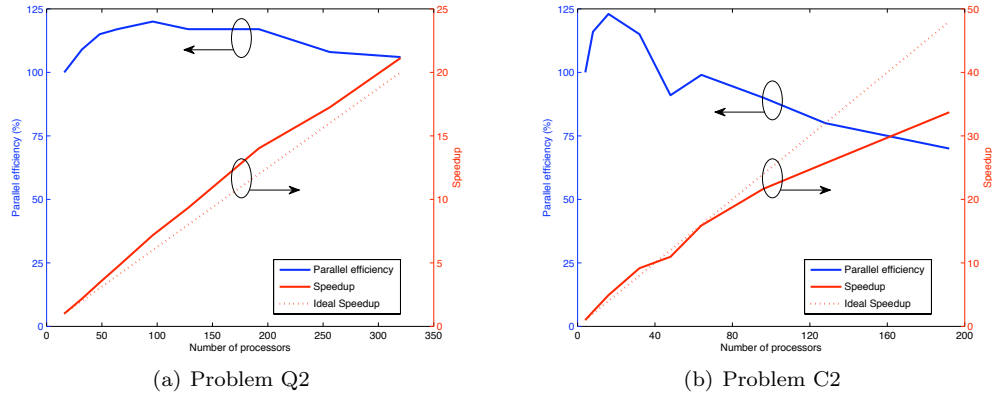 125
100
75
50
25
0
Parallel efficiency (%)
25
20
15
10
5
0
Speedup
Parallel efficiency
Speedup
Ideal Speedup
0 50 100 150 200 250 300 350
Number of processors
(a) Problem Q2
125
100
75
50
25
0
Parallel efficiency (%)
50
40
30
20
10
0
Speedup
Parallel efficiency
Speedup
Ideal Speedup
0 40 80 120 160 200
Number of processors
(b) Problem C2